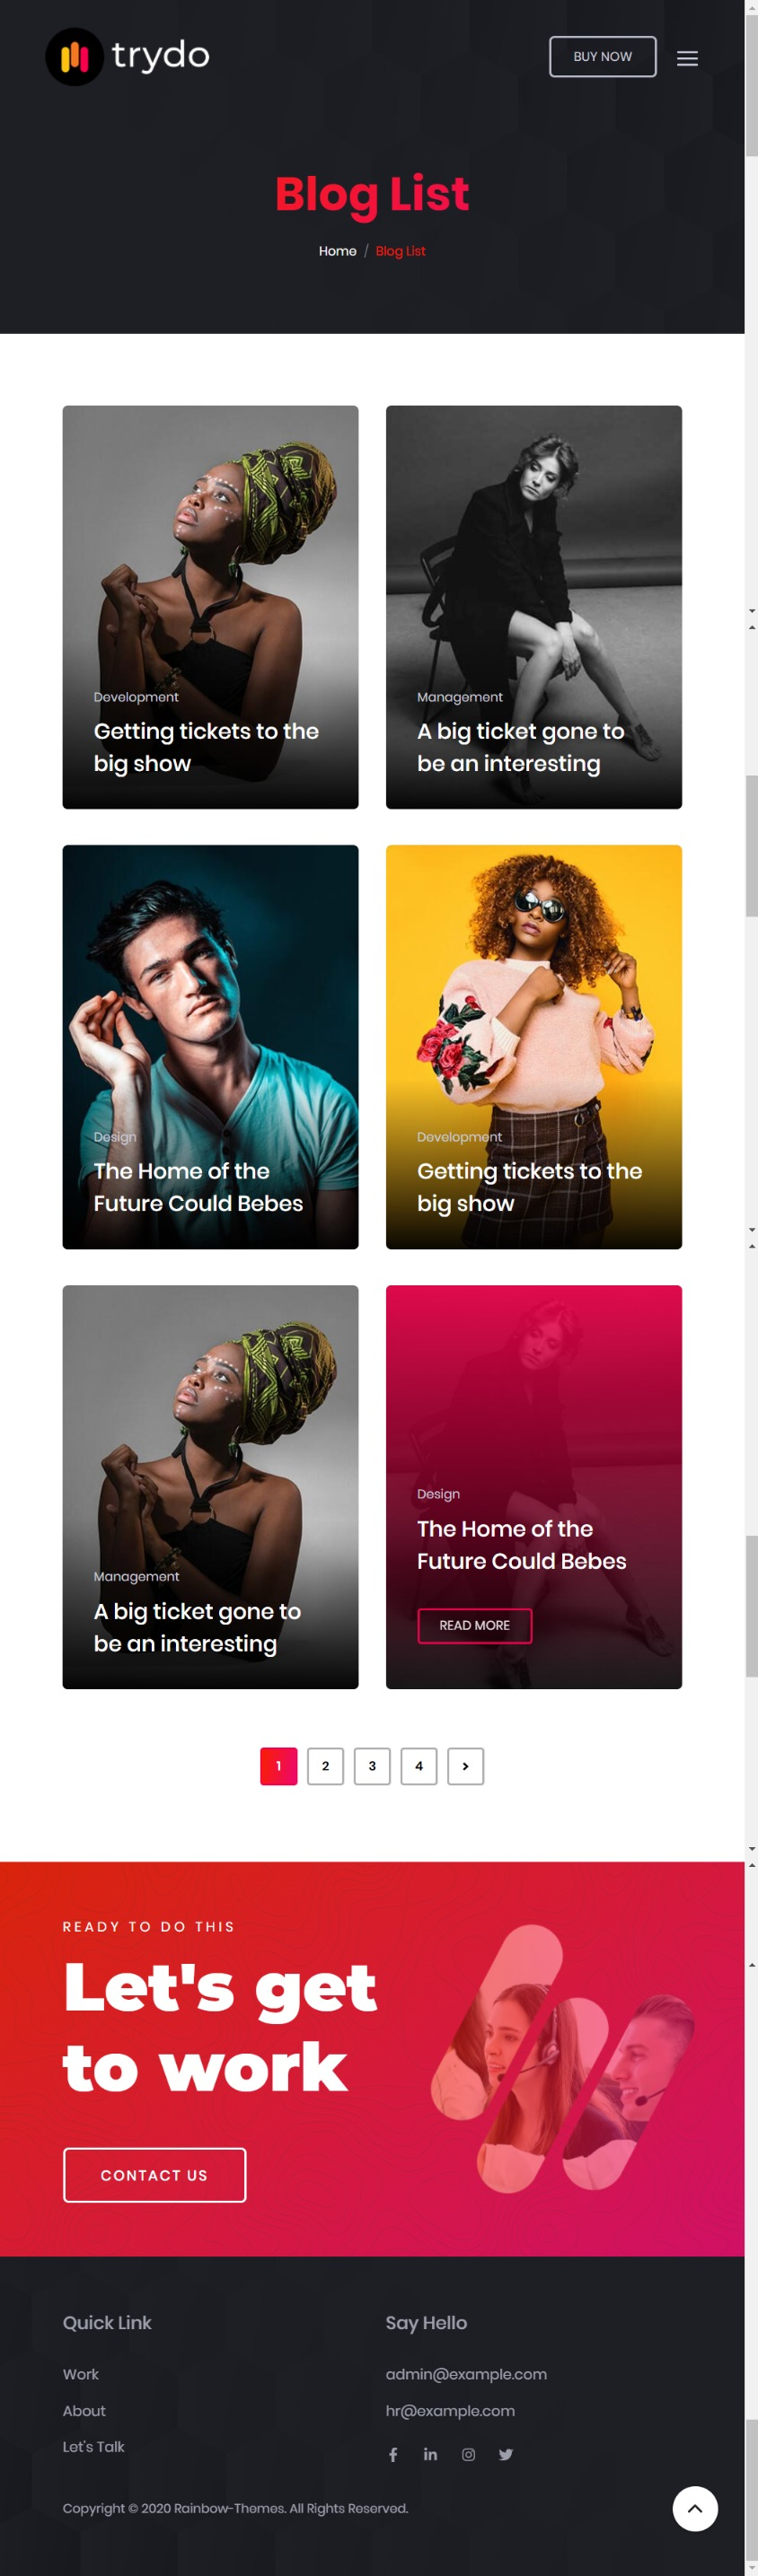 trydo
BUY NOW
Blog List
Home / Blog List
Development
Getting tickets to the
big show
Management
A big ticket gone to
be an interesting
Design
The Home of the
Future Could Bebes
Development
Getting tickets to the
big show
Management
A big ticket gone to
be an interesting
Design
The Home of the
Future Could Bebes
READ MORE
1 2 3 4 >
READY TO DO THIS
Let's get
to work
CONTACT US
Quick Link
Work
About
Let's Talk
Say Hello
admin@example.com
hr@example.com
Copyright © 2020 Rainbow-Themes. All Rights Reserved.